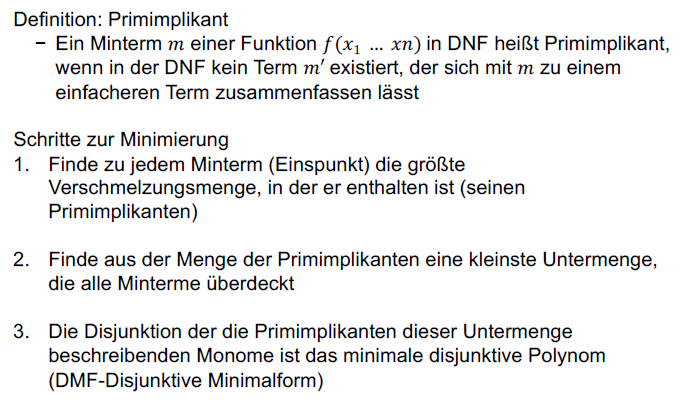 Definition: Primimplikant
− Ein Minterm m einer Funktion f(x₁ … xn) in DNF heißt Primimplikant,
wenn in der DNF kein Term m′ existiert, der sich mit m zu einem
einfacheren Term zusammenfassen lässt
Schritte zur Minimierung
1. Finde zu jedem Minterm (Einspunkt) die größte
Verschmelzungsmenge, in der er enthalten ist (seinen
Primimplikanten)
2. Finde aus der Menge der Primimplikanten eine kleinste Untermenge,
die alle Minterme überdeckt
3. Die Disjunktion der die Primimplikanten dieser Untermenge
beschreibenden Monome ist das minimale disjunktive Polynom
(DMF-Disjunktive Minimalform)